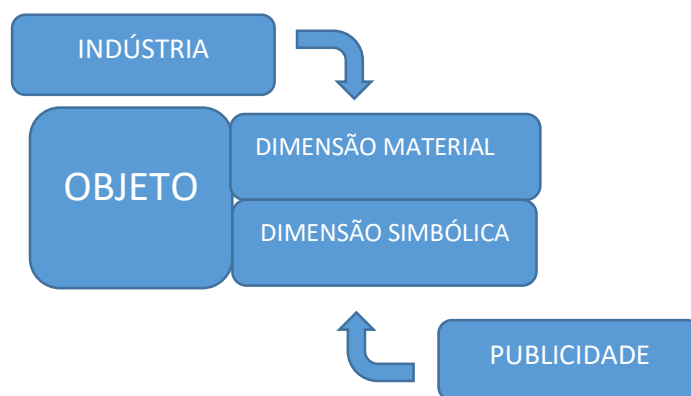 INDÚSTRIA
DIMENSÃO MATERIAL
OBJETO
DIMENSÃO SIMBÓLICA
PUBLICIDADE